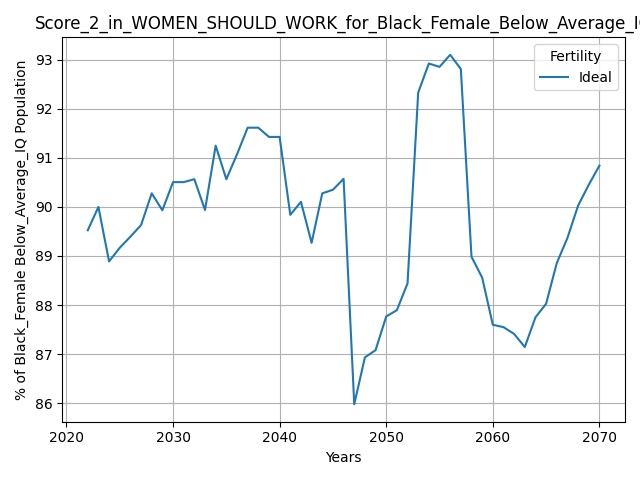 Score_2_in_WOMEN_SHOULD_WORK_for_Black_Female_Below_Average_IQ
% of Black_Female Below_Average_IQ Population
93
92
91
90
89
88
87
86
Fertility
Ideal
2020 2030 2040 2050 2060 2070
Years